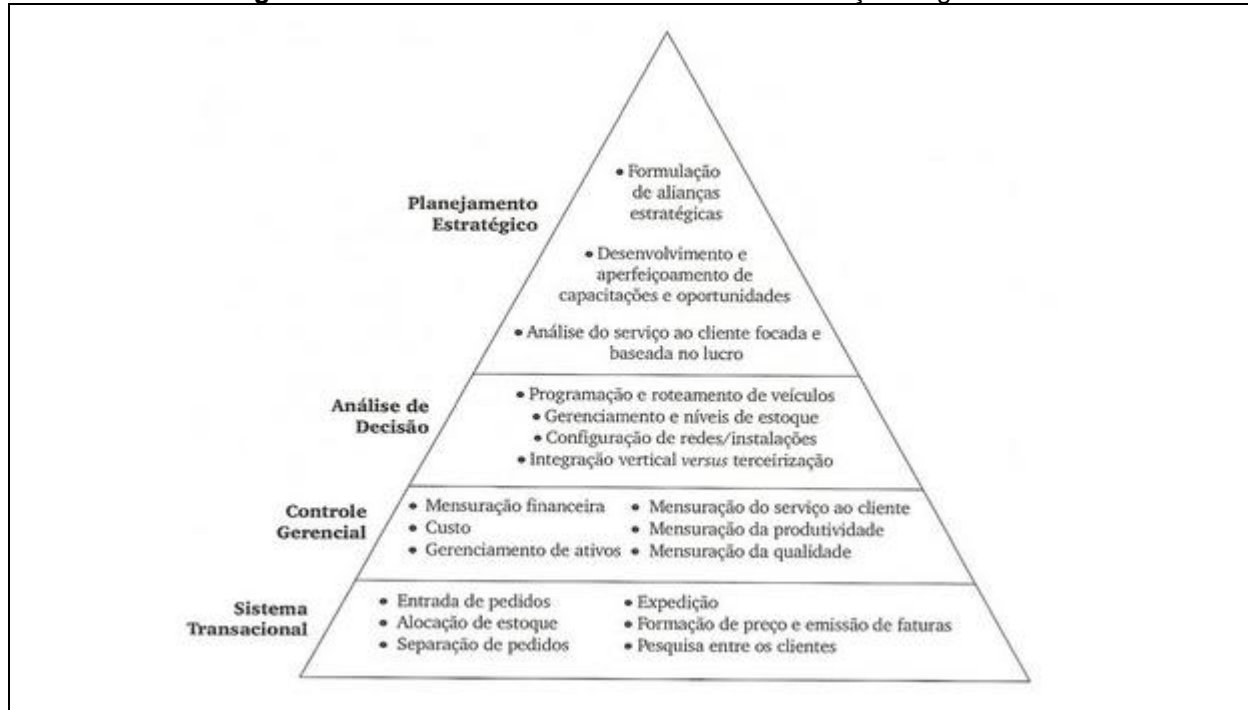 Planejamento
Estratégico
• Formulação
de alianças
estratégicas
• Desenvolvimento e
aperfeiçoamento de
capacitações e oportunidades
• Análise do serviço ao cliente focada e
baseada no lucro
Análise de
Decisão
• Programação e roteamento de veículos
• Gerenciamento e níveis de estoque
• Configuração de redes/instalações
• Integração vertical versus terceirização
Controle
Gerencial
• Mensuração financeira
• Custo
• Gerenciamento de ativos
• Mensuração do serviço ao cliente
• Mensuração da produtividade
• Mensuração da qualidade
Sistema
Transacional
• Entrada de pedidos
• Alocação de estoque
• Separação de pedidos
• Expedição
• Formação de preço e emissão de faturas
• Pesquisa entre os clientes